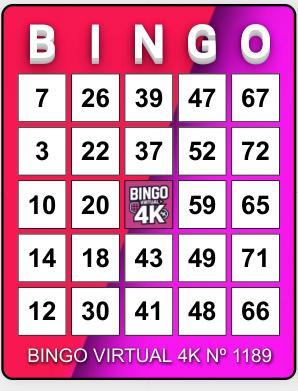 B I N G O
7 26 39 47 67
3 22 37 52 72
10 20 BINGO VIRTUAL 4K 59 65
14 18 43 49 71
12 30 41 48 66
BINGO VIRTUAL 4K Nº 1189